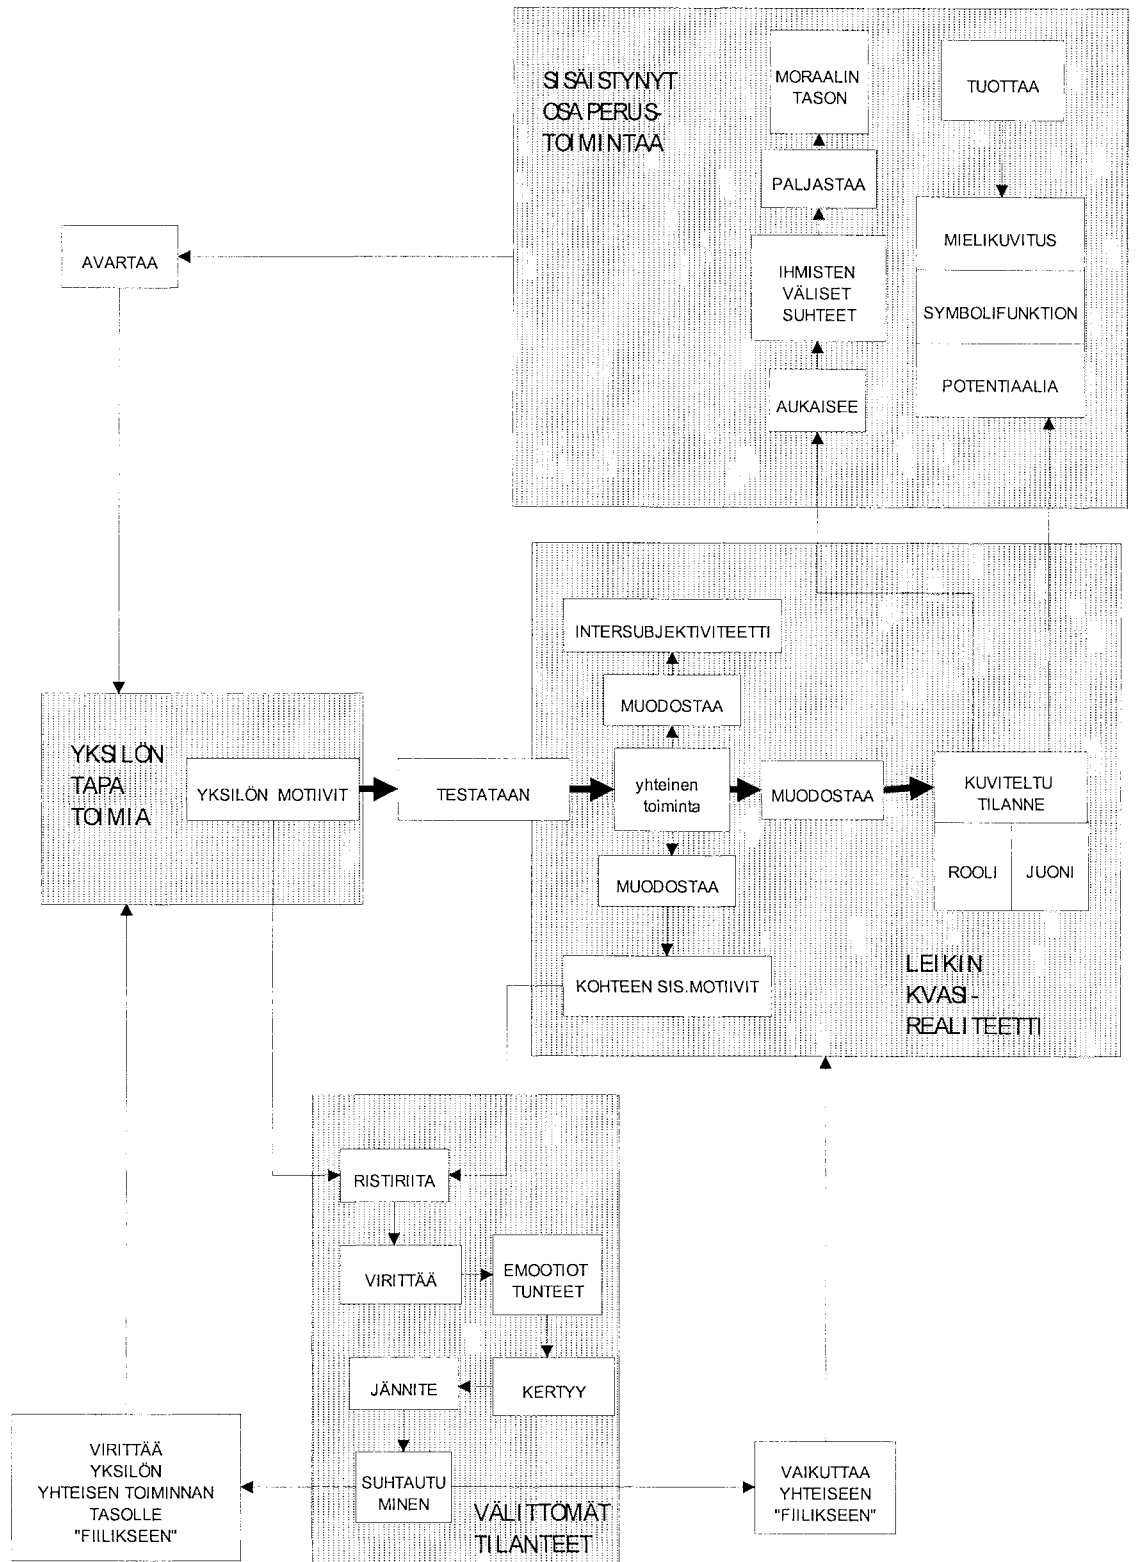 SISÄISTYNYT
OSA PERUS-
TOIMINTAA
MORAALIN
TASON
TUOTTAA
PALJASTAA
MIELIKUVITUS
AVARTAA
IHMISTEN
VÄLISET
SUHTEET
SYMBOLIFUNKTION
AUKAISEE
POTENTIAALIA
INTERSUBJEKTIVITEETTI
MUODOSTAA
YKSILÖN
TAPA
TOIMIA
YKSILÖN MOTIIVIT
TESTATAAN
yhteinen
toiminta
MUODOSTAA
KUVITELTU
TILANNE
MUODOSTAA
ROOLI
JUONI
KOHTEEN SIS.MOTIIVIT
LEIKIN
KVASI-
REALITEETTI
RISTIRIITA
VIRITTÄÄ
EMOOTIOT
TUNTEET
JÄNNITE
KERTYY
VIRITTÄÄ
YKSILÖN
YHTEISEN TOIMINNAN
TASOLLE
"FIILIKSEEN"
SUHTAUTU
MINEN
VÄLITTÖMÄT
TILANTEET
VAIKUTTAA
YHTEISEEN
"FIILIKSEEN"